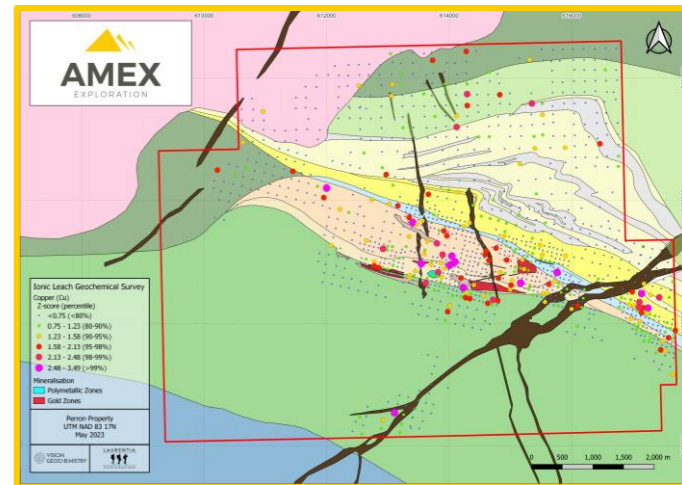 608000 610000 612000 614000 616000
AMEX
EXPLORATION
Ionic Leach Geochemical Survey
Copper (Cu)
Z-score (percentile)
<0.75 (<80%)
0.75 - 1.23 (80-90%)
1.23 - 1.58 (90-95%)
1.58 - 2.13 (95-98%)
2.13 - 2.48 (98-99%)
2.48 - 3.49 (>99%)
Mineralisation
Polymetallic Zones
Gold Zones
Perron Property
UTM NAD 83 17N
May 2023
VISION
GEOCHEMISTRY
LAURENTIA
EXPLORATION
0 500 1,000 1,500 2,000 m